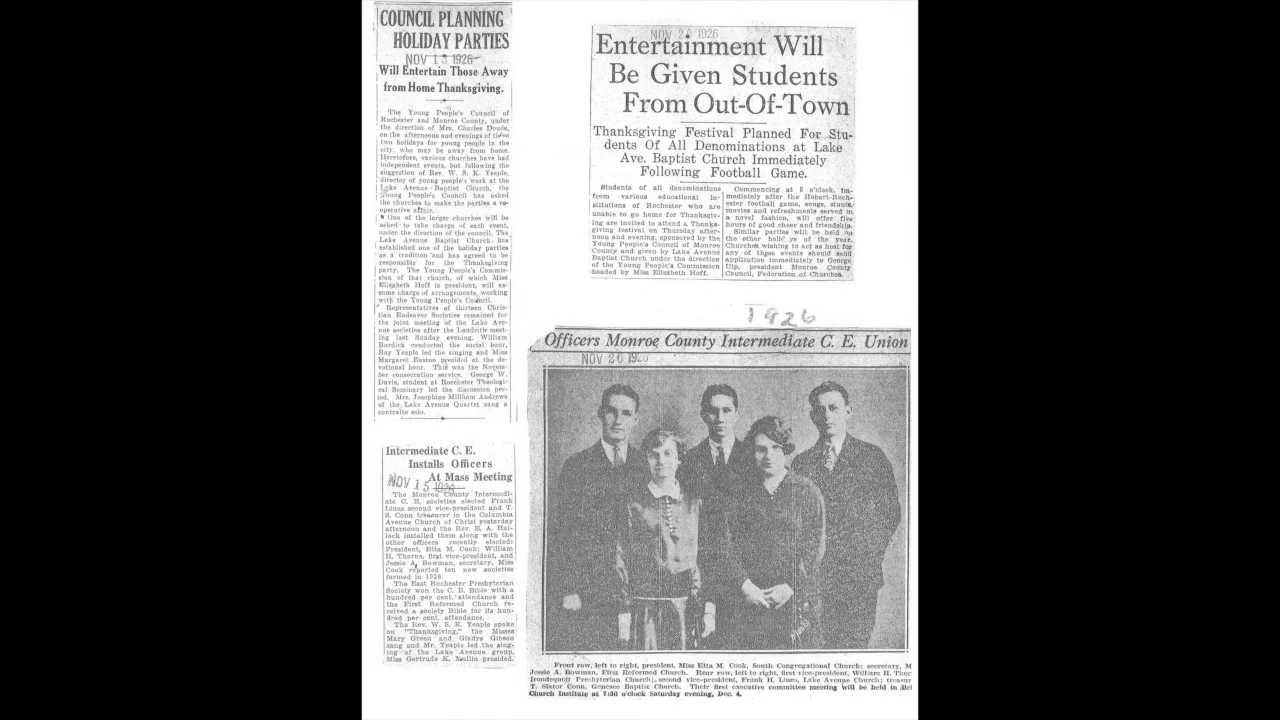 COUNCIL PLANNING
HOLIDAY PARTIES
NOV 13 1926
Will Entertain Those Away
from Home Thanksgiving.
The Young People's Council of
Rochester and Monroe County, under
the direction of Mrs. Charles Douds,
on the afternoons and evenings of these
two holidays for young people in the
city, who may be away from home.
Heretofore, various churches have had
independent events, but following the
suggestion of Rev. W. S. K. Yeaple,
director of young people's work at the
Lake Avenue Baptist Church, the
Young People's Council has asked
the churches to make the parties a co-
operative affair.
One of the larger churches will be
asked to take charge of each event,
under the direction of the council. The
Lake Avenue Baptist Church has
established one of the holiday parties
as a tradition and has agreed to be
responsible for the Thanksgiving
party. The Young People's Commis-
sion of that church, of which Miss
Elizabeth Hoff is president, will as-
sume charge of arrangements, working
with the Young People's Council.
Representatives of thirteen Chris-
tian Endeavor Societies remained for
the joint meeting of the Lake Ave-
nue societies after the Landrith meet-
ing last Sunday evening. William
Burdick conducted the social hour,
Ray Yeaple led the singing and Miss
Margaret Easton presided at the de-
votional hour. This was the Novem-
ber consecration service. George W.
Davis, student at Rochester Theologi-
cal Seminary led the discussion per-
iod. Mrs. Josephine Millham Andrews
of the Lake Avenue Quartet sang a
contralto solo.
Intermediate C. E.
Installs Officers
At Mass Meeting
NOV 15 1926
The Monroe County Intermedi-
ate C. E. societies elected Frank
Lines second vice-president and T.
S. Conn treasurer in the Columbia
Avenue Church of Christ yesterday
afternoon and the Rev. E. A. Hal-
lock installed them along with the
other officers recently elected:
President, Etta M. Cook; William
H. Thorne, first vice-president, and
Jessie A. Bowman, secretary. Miss
Cook reported ten new societies
formed in 1926.
The East Rochester Presbyterian
Society won the C. E. Bible with a
hundred per cent. attendance and
the First Reformed Church re-
ceived a society Bible for its hun-
dred per cent. attendance.
The Rev. W. S. K. Yeaple spoke
on "Thanksgiving," the Misses
Mary Green and Gladys Gibson
sang and Mr. Yeaple led the sing-
ing of the Lake Avenue group.
Miss Gertrude K. presided.
NOV 20 1926
Entertainment Will
Be Given Students
From Out-Of-Town
Thanksgiving Festival Planned For Stu-
dents Of All Denominations at Lake
Ave. Baptist Church Immediately
Following Football Game.
Students of all denominations
from various educational in-
stitutions of Rochester who are
unable to go home for Thanksgiv-
ing are invited to attend a Thanks-
giving festival on Thursday after-
noon and evening, sponsored by the
Young People's Council of Monroe
County and given by Lake Avenue
Baptist Church under the direction
of the Young People's Commission
headed by Miss Elizabeth Hoff.
Commencing at 5 o'clock, im-
mediately after the Hobart-Roch-
ester football game, songs, stunts,
movies and refreshments served in
a novel fashion, will offer five
hours of good cheer and friendship.
Similar parties will be held on
the other holidays of the year.
Churches wishing to act as host for
any of these events should send
application immediately to George
Ulp, president Monroe County
Council, Federation of Churches.
1926
Officers Monroe County Intermediate C. E. Union
NOV 20 1926
Front row, left to right, president, Miss Etta M. Cook, South Congregational Church; secretary, M
Jessie A. Bowman, First Reformed Church. Rear row, left to right, first vice-president, William H. Thor
Irondequoit Presbyterian Church; second vice-president, Frank H. Lines, Lake Avenue Church; treasur
T. Slator Conn, Genesee Baptist Church. Their first executive committee meeting will be held in Bel
Church Institute at 7:30 o'clock Saturday evening, Dec. 4.